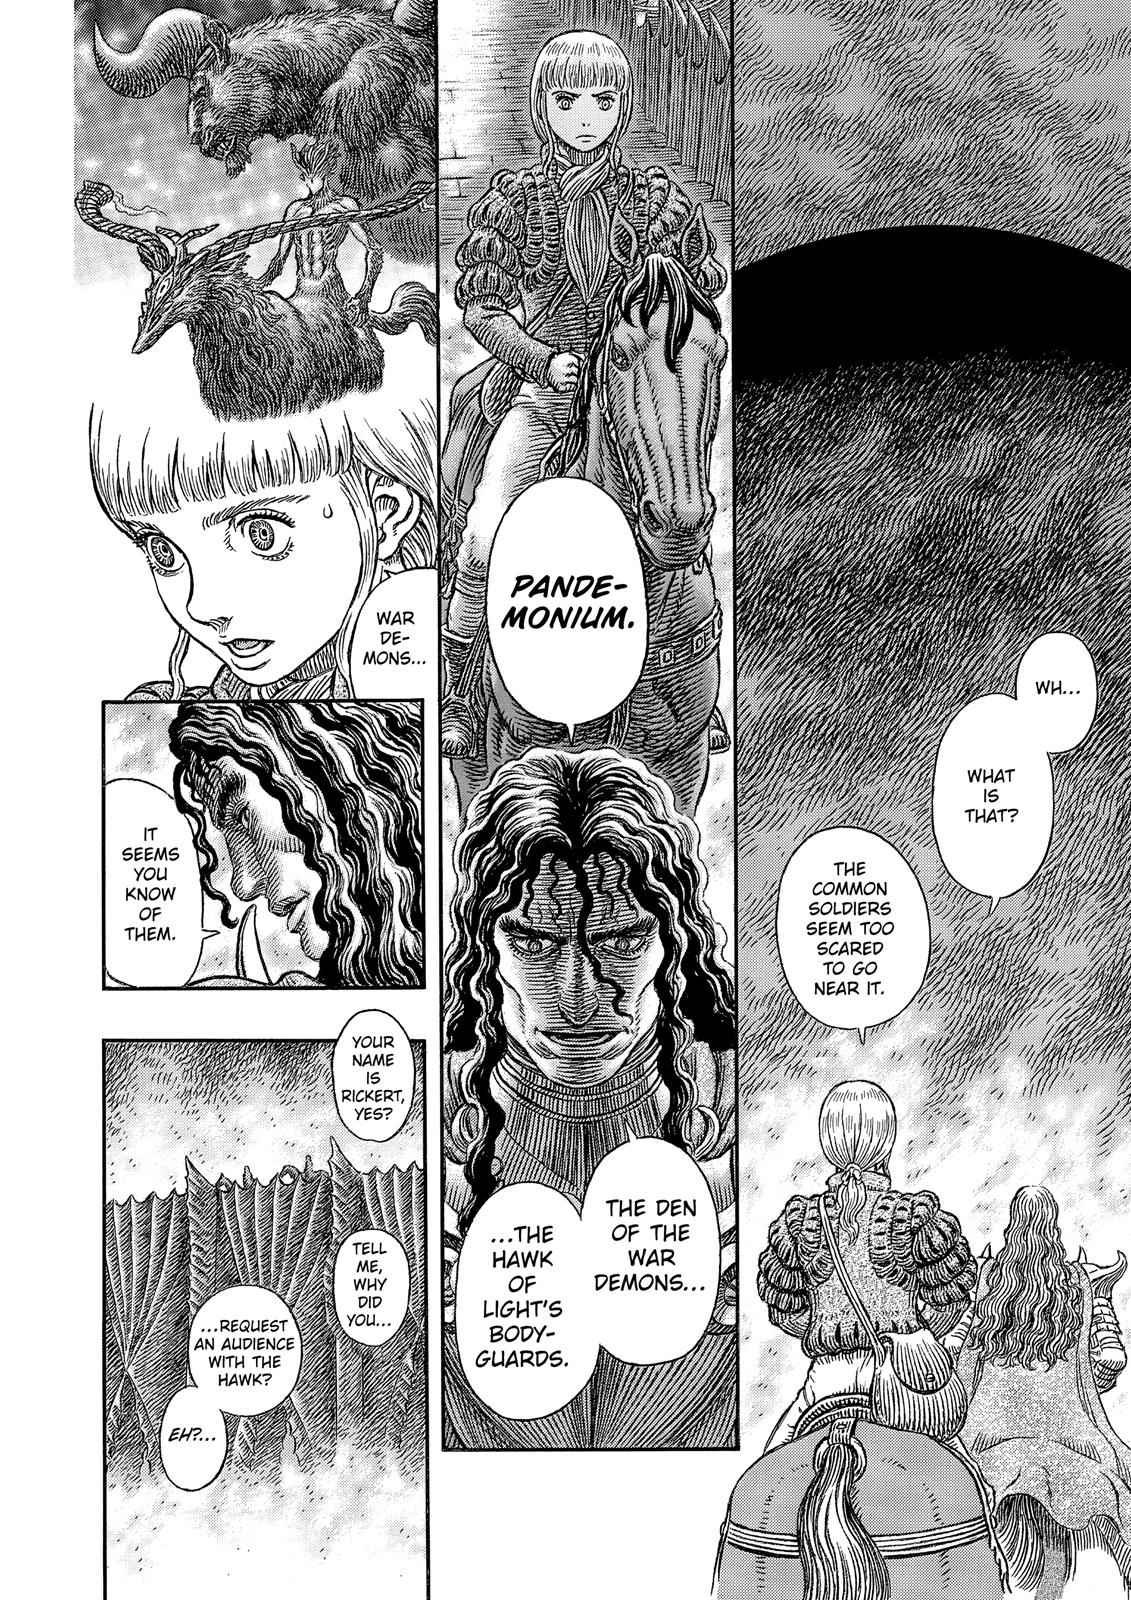 WH...
WHAT
IS
THAT?
THE
COMMON
SOLDIERS
SEEM TOO
SCARED
TO GO
NEAR IT.
PANDE-
MONIUM.
THE DEN
OF THE
WAR
DEMONS...
...THE
HAWK
OF
LIGHT'S
BODY-
GUARDS.
WAR
DE-
MONS...
IT
SEEMS
YOU
KNOW
OF
THEM.
YOUR
NAME
IS
RICKERT,
YES?
TELL
ME,
WHY
DID
YOU...
...REQUEST
AN AUDIENCE
WITH THE
HAWK?
EH?...